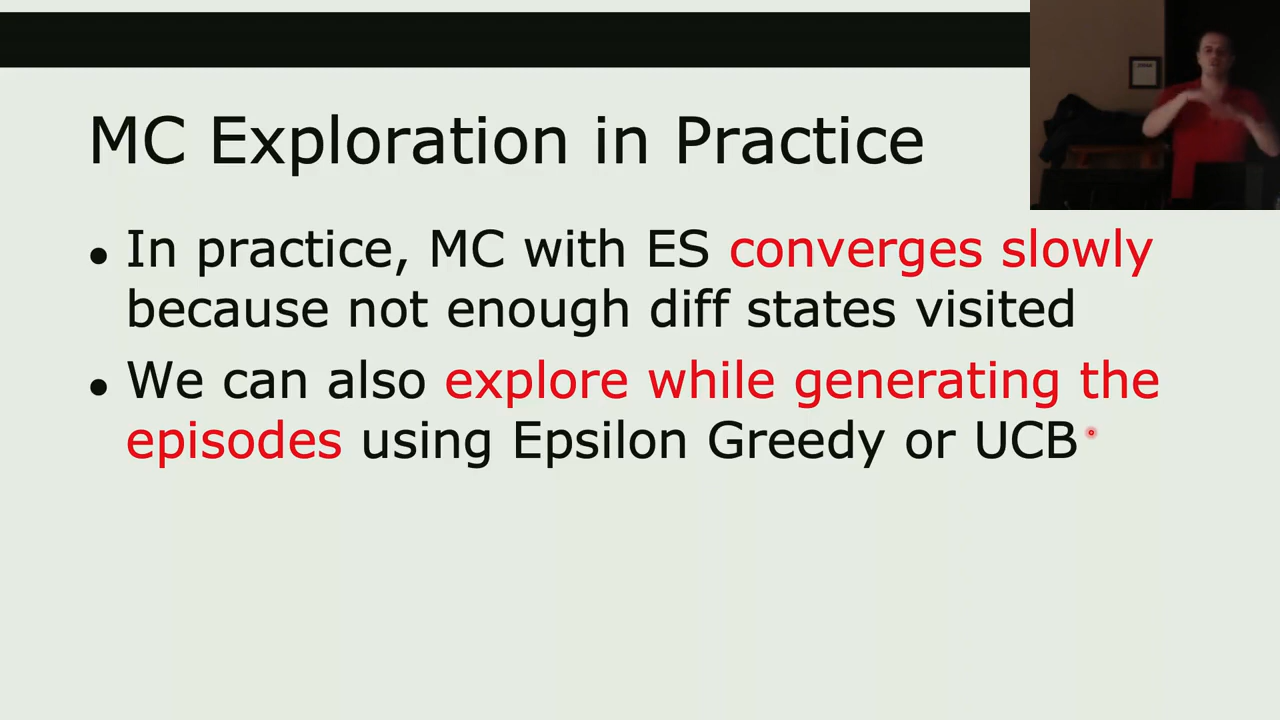 MC Exploration in Practice
• In practice, MC with ES converges slowly
because not enough diff states visited
• We can also explore while generating the
episodes using Epsilon Greedy or UCB